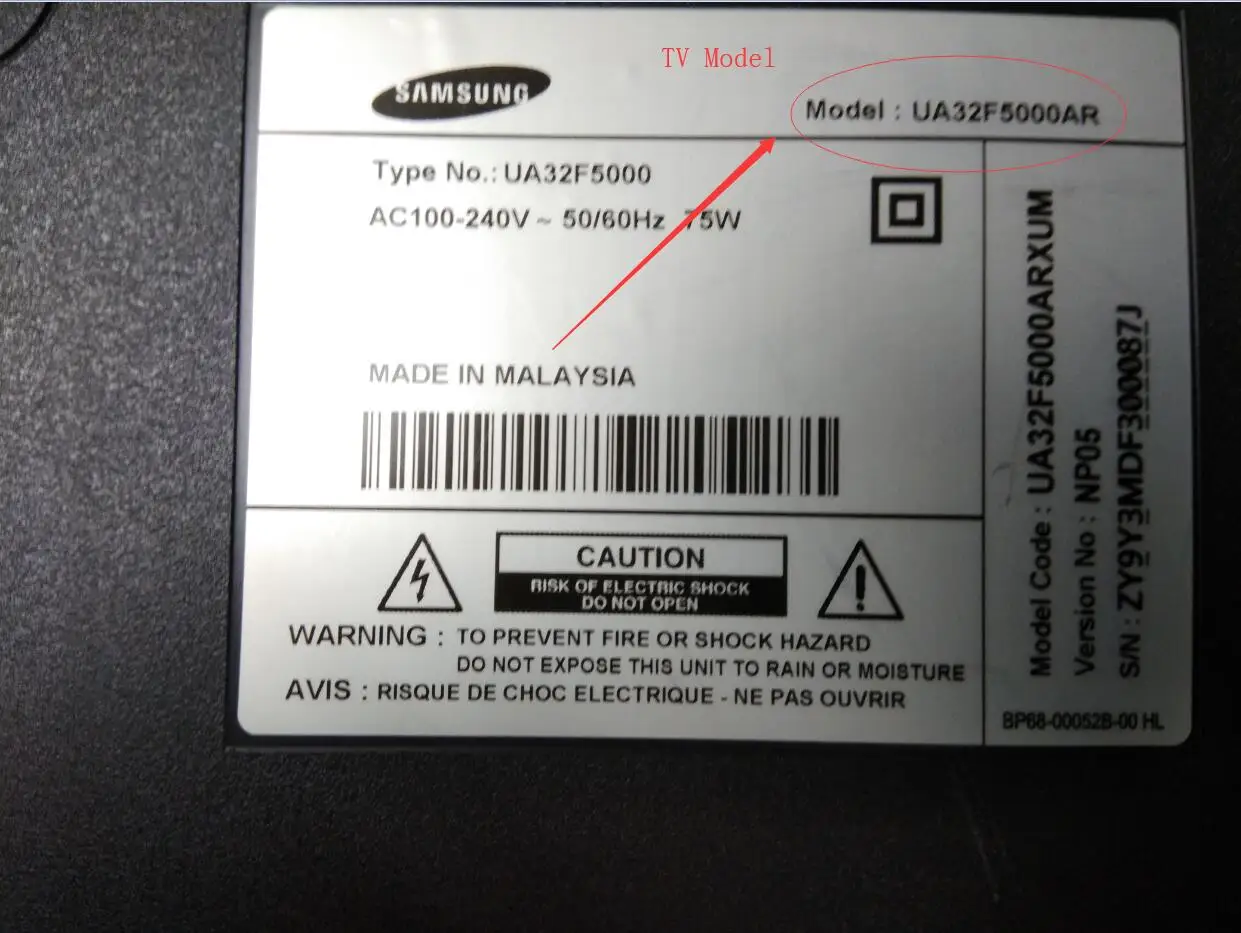 TV Model
SAMSUNG
Model : UA32F5000AR
Type No.: UA32F5000
AC100-240V ~ 50/60Hz 75W
MADE IN MALAYSIA
CAUTION
RISK OF ELECTRIC SHOCK
DO NOT OPEN
WARNING : TO PREVENT FIRE OR SHOCK HAZARD
DO NOT EXPOSE THIS UNIT TO RAIN OR MOISTURE
AVIS : RISQUE DE CHOC ELECTRIQUE - NE PAS OUVRIR
Model Code : UA32F5000ARXUM
Version No : NP05
S/N : ZY9Y3MDF300087J
BP68-00052B-00 HL